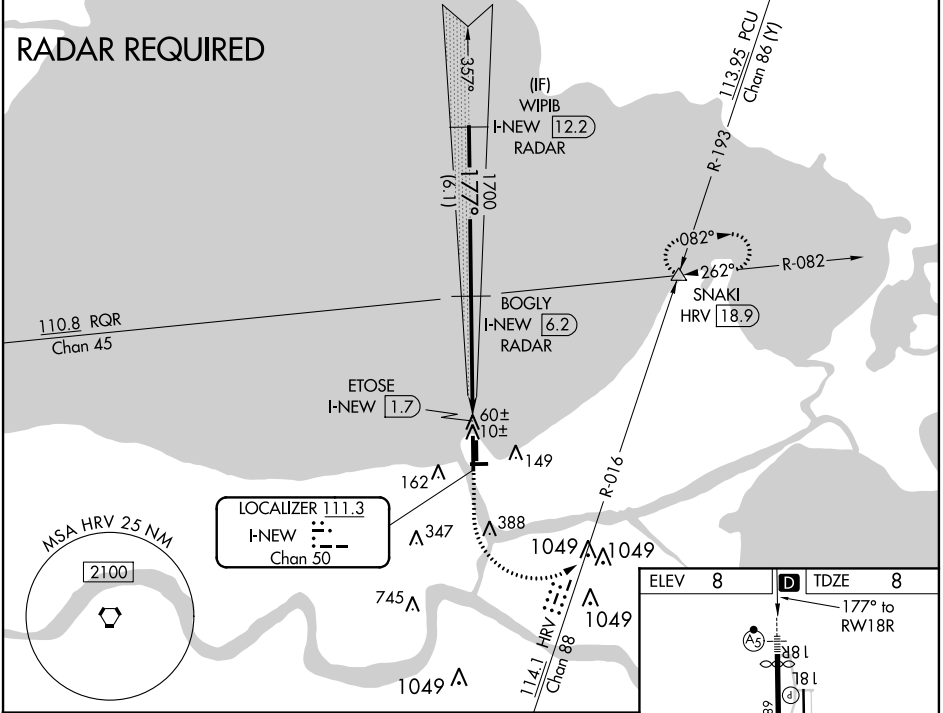 RADAR REQUIRED
357°
(IF)
WIPIB
I-NEW 12.2
RADAR
1700
177°
(6.1)
113.95 PCU
Chan 86 (Y)
R-193
082°
262°
R-082
SNAKI
HRV 18.9
110.8 RQR
Chan 45
BOGLY
I-NEW 6.2
RADAR
ETOSE
I-NEW 1.7
60±
10±
149
162
R-016
LOCALIZER 111.3
I-NEW
Chan 50
347
388
1049
1049
1049
745
1049
MSA HRV 25 NM
2100
114.1 HRV
Chan 88
ELEV 8
D
TDZE 8
177° to
RW18R
A5
18R
18L
P